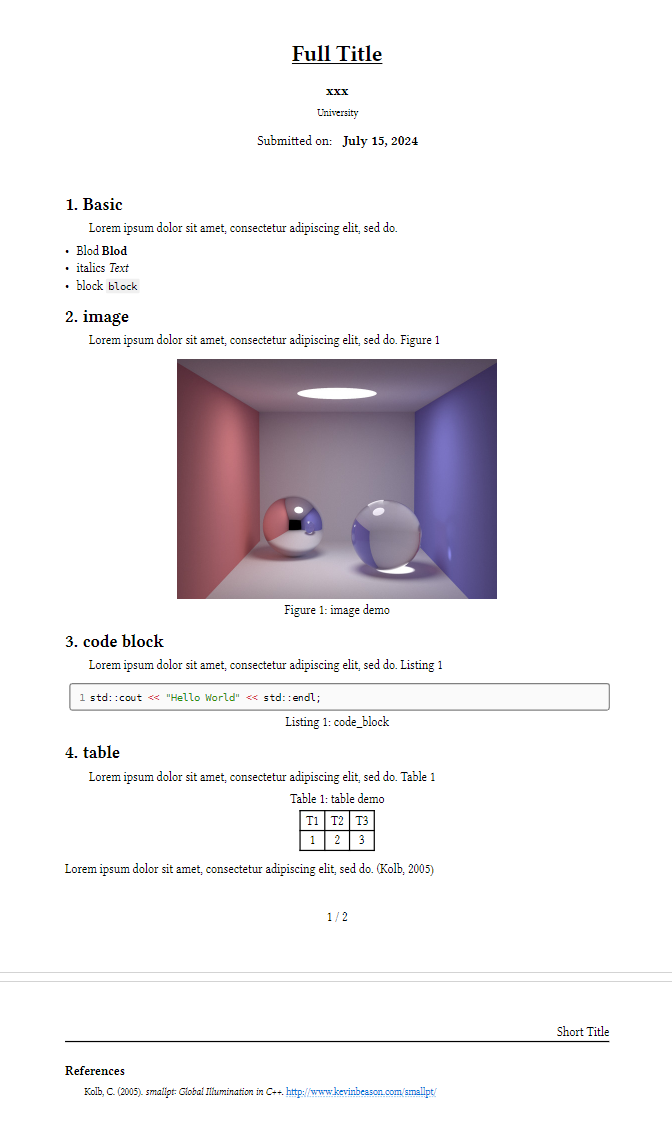 Full Title
xxx
University
Submitted on: July 15, 2024
1. Basic
Lorem ipsum dolor sit amet, consectetur adipiscing elit, sed do.
• Blod Blod
• italics Text
• block block
2. image
Lorem ipsum dolor sit amet, consectetur adipiscing elit, sed do. Figure 1
Figure 1: image demo
3. code block
Lorem ipsum dolor sit amet, consectetur adipiscing elit, sed do. Listing 1
1 std::cout << "Hello World" << std::endl;
Listing 1: code_block
4. table
Lorem ipsum dolor sit amet, consectetur adipiscing elit, sed do. Table 1
Table 1: table demo
T1 T2 T3
1 2 3
Lorem ipsum dolor sit amet, consectetur adipiscing elit, sed do. (Kolb, 2005)
1 / 2
Short Title
References
Kolb, C. (2005). smallpt: Global Illumination in C++. http://www.kevinbeason.com/smallpt/